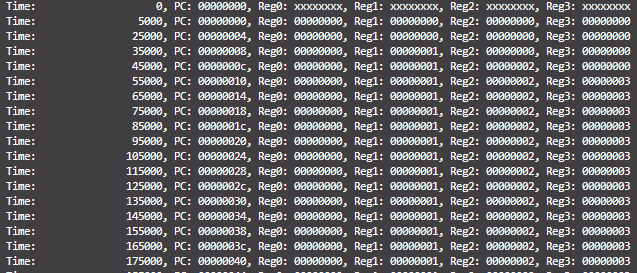 Time: 0, PC: 00000000, Reg0: xxxxxxxx, Reg1: xxxxxxxx, Reg2: xxxxxxxx, Reg3: xxxxxxxx
Time: 5000, PC: 00000000, Reg0: 00000000, Reg1: 00000000, Reg2: 00000000, Reg3: 00000000
Time: 25000, PC: 00000004, Reg0: 00000000, Reg1: 00000000, Reg2: 00000000, Reg3: 00000000
Time: 35000, PC: 00000008, Reg0: 00000000, Reg1: 00000001, Reg2: 00000000, Reg3: 00000000
Time: 45000, PC: 0000000c, Reg0: 00000000, Reg1: 00000001, Reg2: 00000002, Reg3: 00000000
Time: 55000, PC: 00000010, Reg0: 00000000, Reg1: 00000001, Reg2: 00000002, Reg3: 00000003
Time: 65000, PC: 00000014, Reg0: 00000000, Reg1: 00000001, Reg2: 00000002, Reg3: 00000003
Time: 75000, PC: 00000018, Reg0: 00000000, Reg1: 00000001, Reg2: 00000002, Reg3: 00000003
Time: 85000, PC: 0000001c, Reg0: 00000000, Reg1: 00000001, Reg2: 00000002, Reg3: 00000003
Time: 95000, PC: 00000020, Reg0: 00000000, Reg1: 00000001, Reg2: 00000002, Reg3: 00000003
Time: 105000, PC: 00000024, Reg0: 00000000, Reg1: 00000001, Reg2: 00000002, Reg3: 00000003
Time: 115000, PC: 00000028, Reg0: 00000000, Reg1: 00000001, Reg2: 00000002, Reg3: 00000003
Time: 125000, PC: 0000002c, Reg0: 00000000, Reg1: 00000001, Reg2: 00000002, Reg3: 00000003
Time: 135000, PC: 00000030, Reg0: 00000000, Reg1: 00000001, Reg2: 00000002, Reg3: 00000003
Time: 145000, PC: 00000034, Reg0: 00000000, Reg1: 00000001, Reg2: 00000002, Reg3: 00000003
Time: 155000, PC: 00000038, Reg0: 00000000, Reg1: 00000001, Reg2: 00000002, Reg3: 00000003
Time: 165000, PC: 0000003c, Reg0: 00000000, Reg1: 00000001, Reg2: 00000002, Reg3: 00000003
Time: 175000, PC: 00000040, Reg0: 00000000, Reg1: 00000001, Reg2: 00000002, Reg3: 00000003